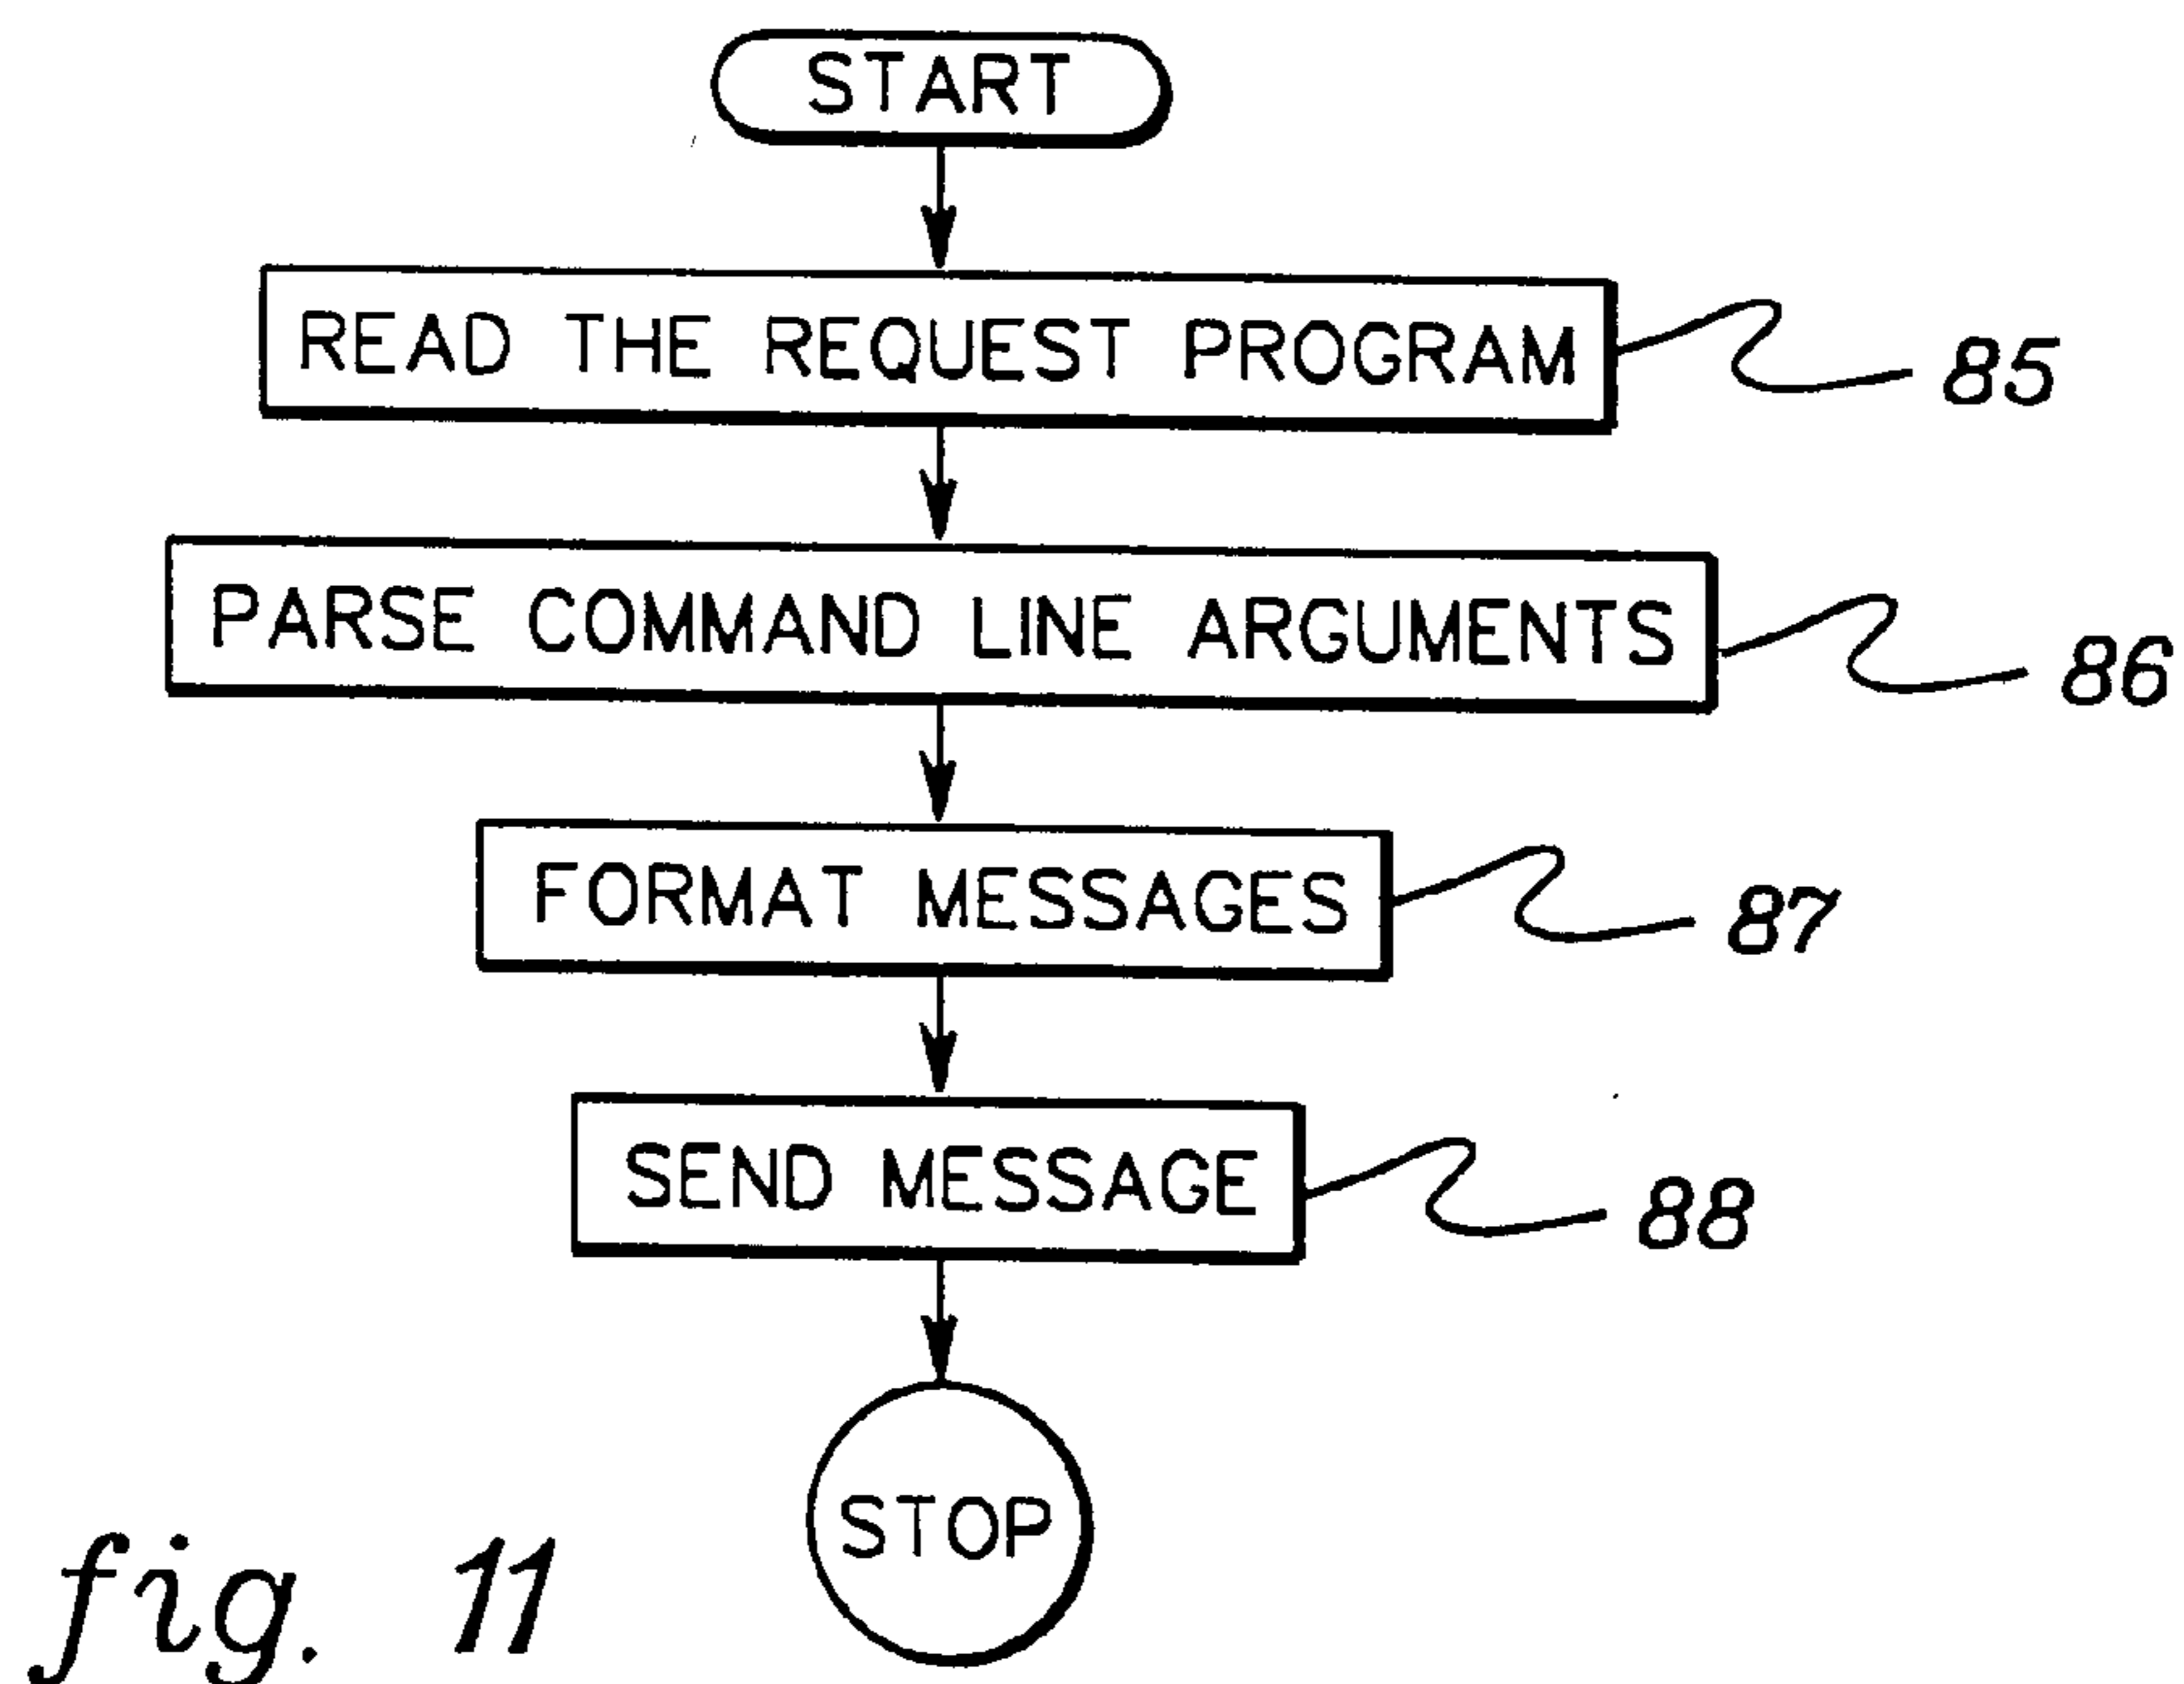 START
READ THE REQUEST PROGRAM
85
PARSE COMMAND LINE ARGUMENTS
86
FORMAT MESSAGES
87
SEND MESSAGE
88
STOP
fig. 11